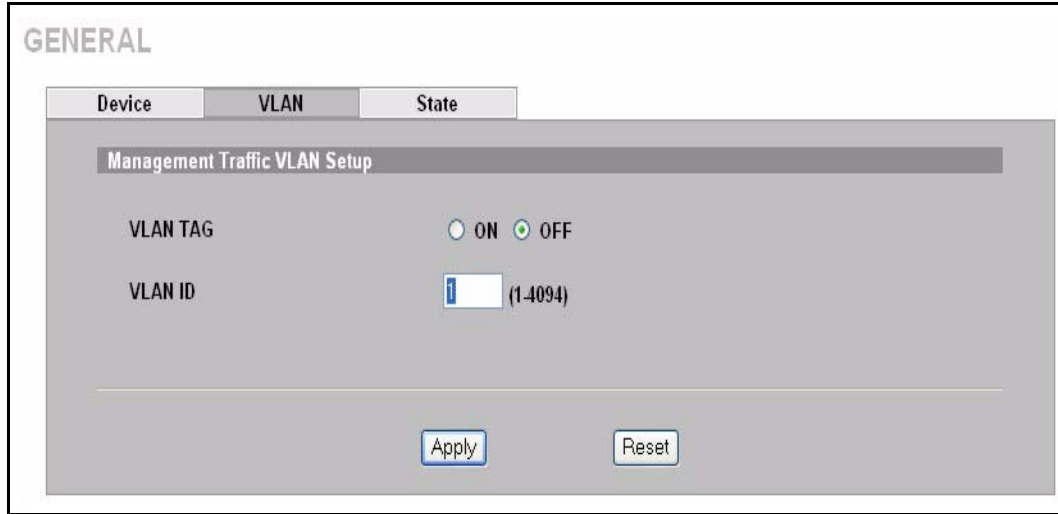 GENERAL
Device VLAN State
Management Traffic VLAN Setup
VLAN TAG ON OFF
VLAN ID 1 (1-4094)
Apply Reset